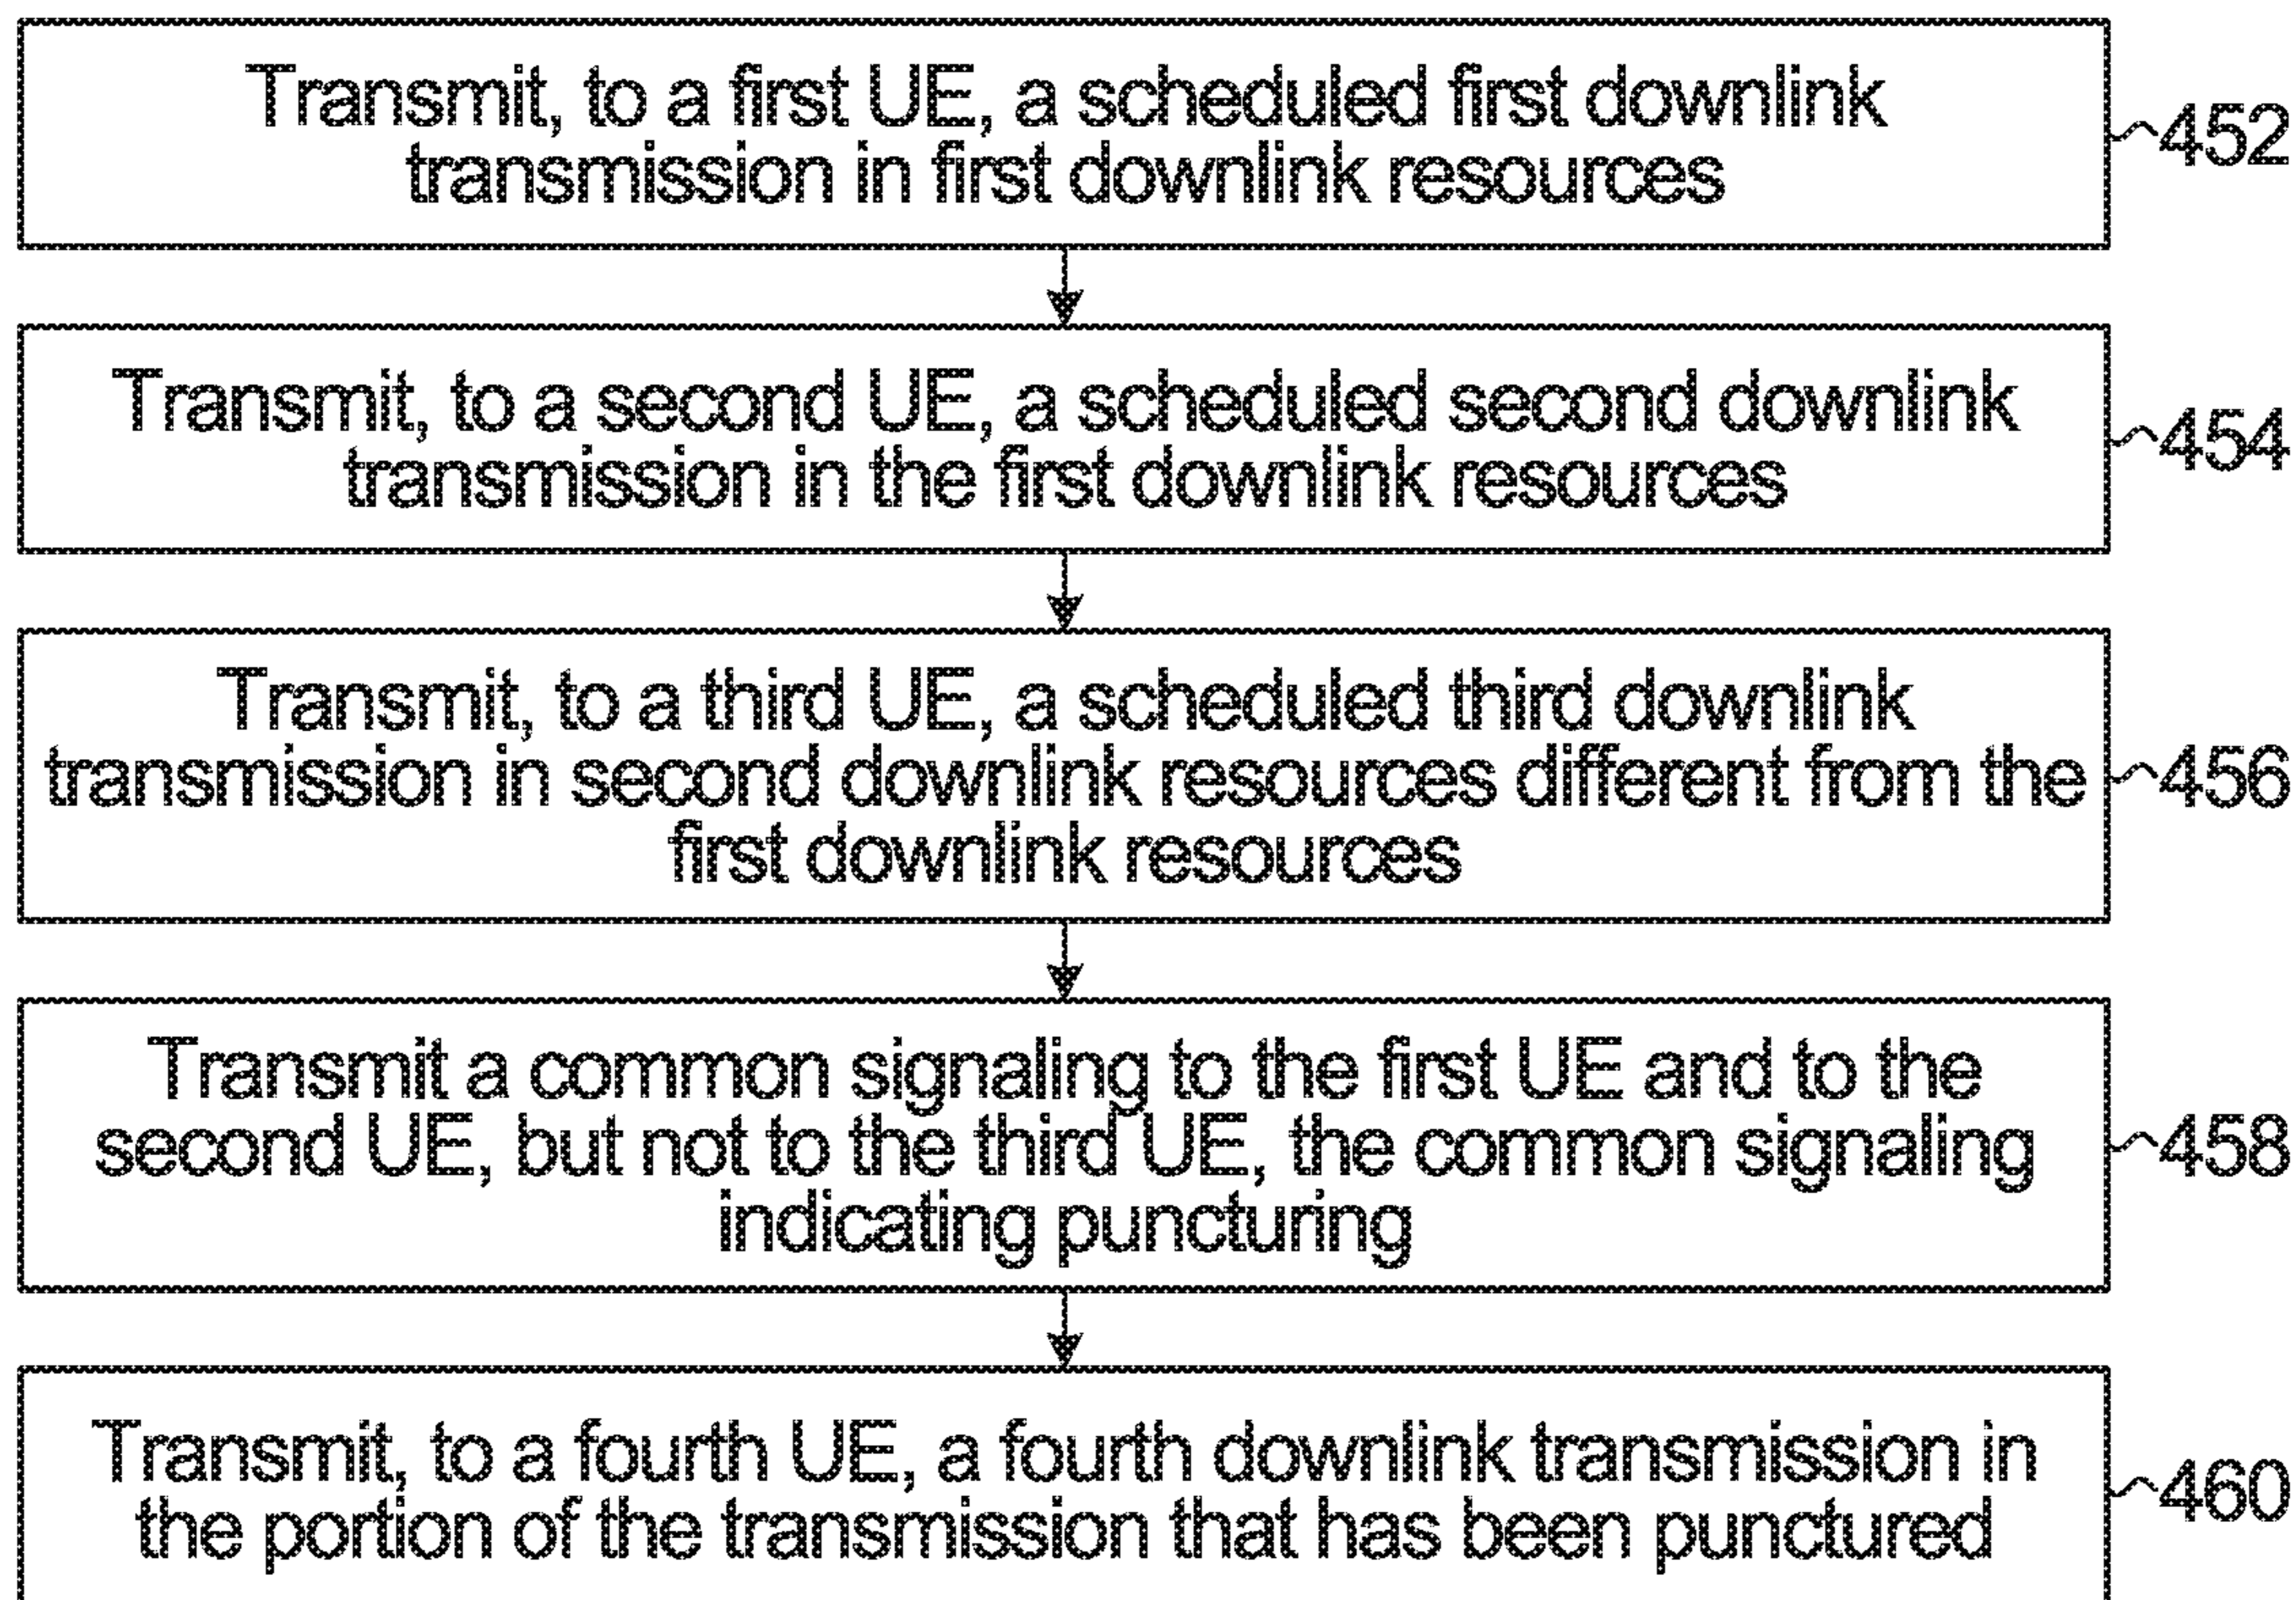 Transmit, to a first UE, a scheduled first downlink
transmission in first downlink resources
452
Transmit, to a second UE, a scheduled second downlink
transmission in the first downlink resources
454
Transmit, to a third UE, a scheduled third downlink
transmission in second downlink resources different from the
first downlink resources
456
Transmit a common signaling to the first UE and to the
second UE, but not to the third UE, the common signaling
indicating puncturing
458
Transmit, to a fourth UE, a fourth downlink transmission in
the portion of the transmission that has been punctured
460